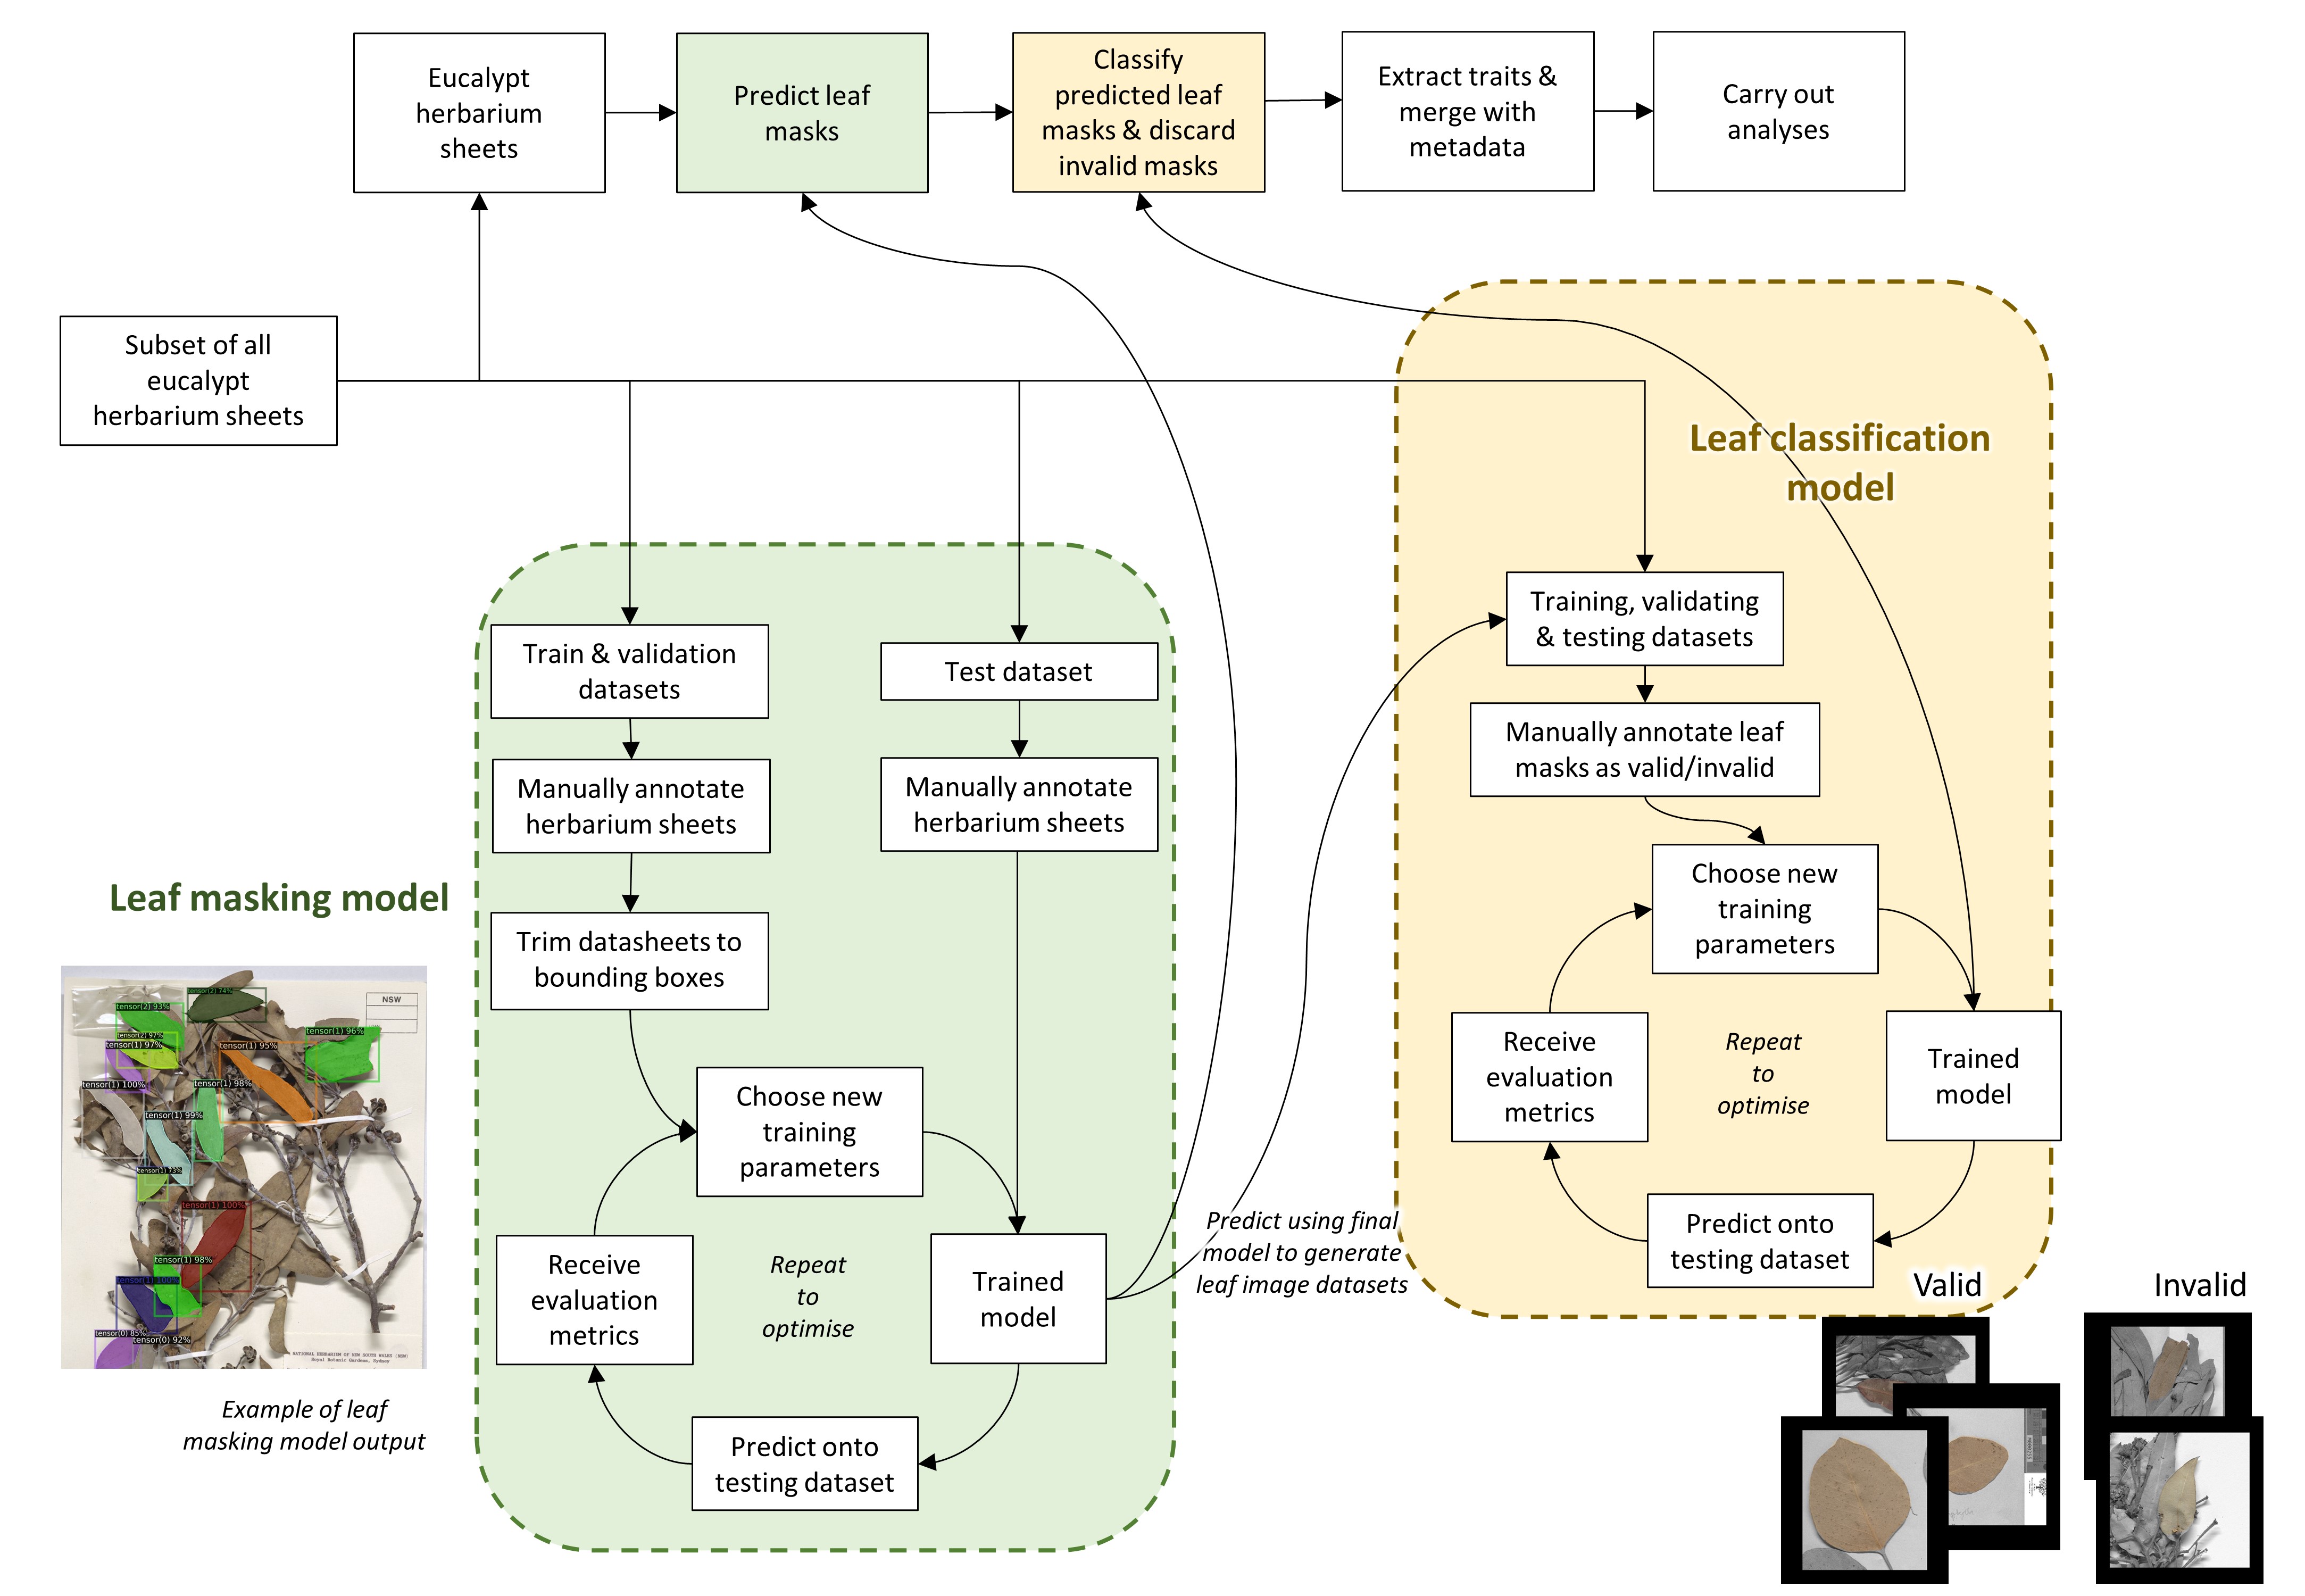 Eucalypt
herbarium
sheets
Predict leaf
masks
Classify
predicted leaf
masks & discard
invalid masks
Extract traits &
merge with
metadata
Carry out
analyses
Subset of all
eucalypt
herbarium sheets
Leaf classification
model
Training, validating
& testing datasets
Manually annotate leaf
masks as valid/invalid
Choose new
training
parameters
Receive
evaluation
metrics
Repeat
to
optimise
Trained
model
Predict onto
testing dataset
Valid
Invalid
Train & validation
datasets
Test dataset
Manually annotate
herbarium sheets
Manually annotate
herbarium sheets
Trim datasheets to
bounding boxes
Leaf masking model
Choose new
training
parameters
Receive
evaluation
metrics
Repeat
to
optimise
Trained
model
Predict onto
testing dataset
Predict using final
model to generate
leaf image datasets
NSW
tensor(2) 74%
tensor(2) 93%
tensor(2) 97%
tensor(1) 97%
tensor(1) 95%
tensor(1) 96%
tensor(1) 100%
tensor(1) 98%
tensor(1) 99%
tensor(1) 73%
tensor(1) 100%
tensor(1) 98%
tensor(1) 100%
tensor(0) 85%
tensor(0) 92%
NATIONAL HERBARIUM OF NEW SOUTH WALES (NSW)
Royal Botanic Gardens, Sydney
Example of leaf
masking model output